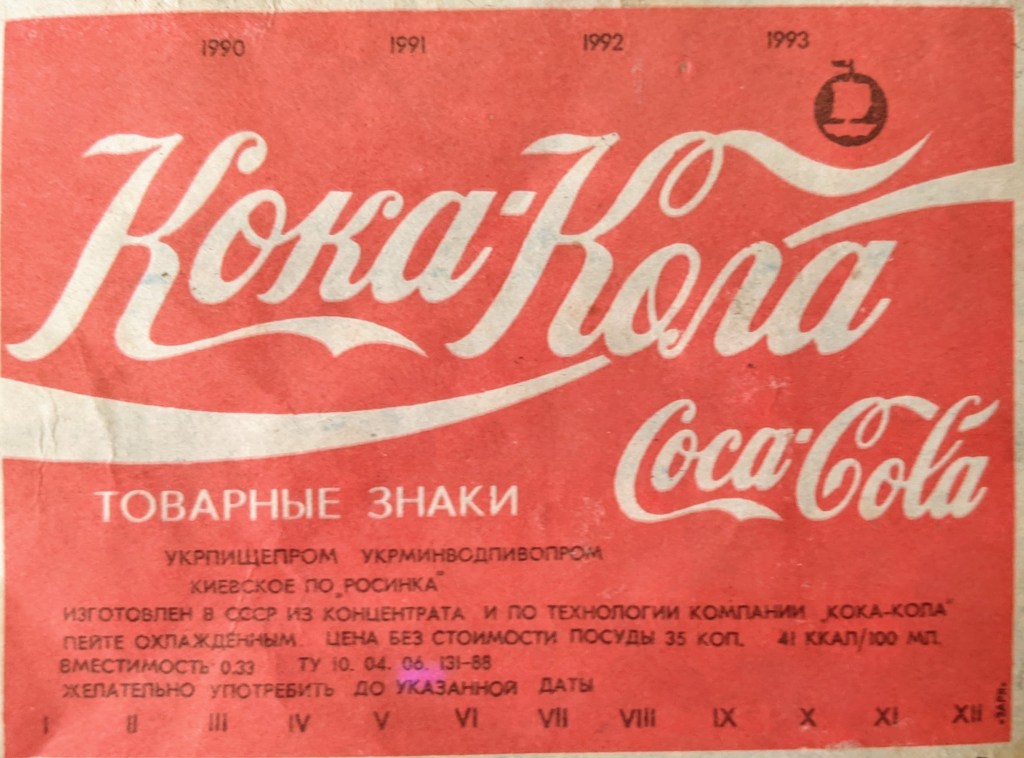 1990 1991 1992 1993
Кока-Кола
Coca-Cola
ТОВАРНЫЕ ЗНАКИ
УКРПИЩЕПРОМ УКРМИНВОДПИВОПРОМ
КИЕВСКОЕ ПО „РОСИНКА"
ИЗГОТОВЛЕН В СССР ИЗ КОНЦЕНТРАТА И ПО ТЕХНОЛОГИИ КОМПАНИИ „КОКА-КОЛА"
ПЕЙТЕ ОХЛАЖДЕННЫМ. ЦЕНА БЕЗ СТОИМОСТИ ПОСУДЫ 35 КОП. 41 ККАЛ/100 МЛ.
ВМЕСТИМОСТЬ 0.33 ТУ 10. 04. 06. 131-88
ЖЕЛАТЕЛЬНО УПОТРЕБИТЬ ДО УКАЗАННОЙ ДАТЫ
I II III IV V VI VII VIII IX X XI XII